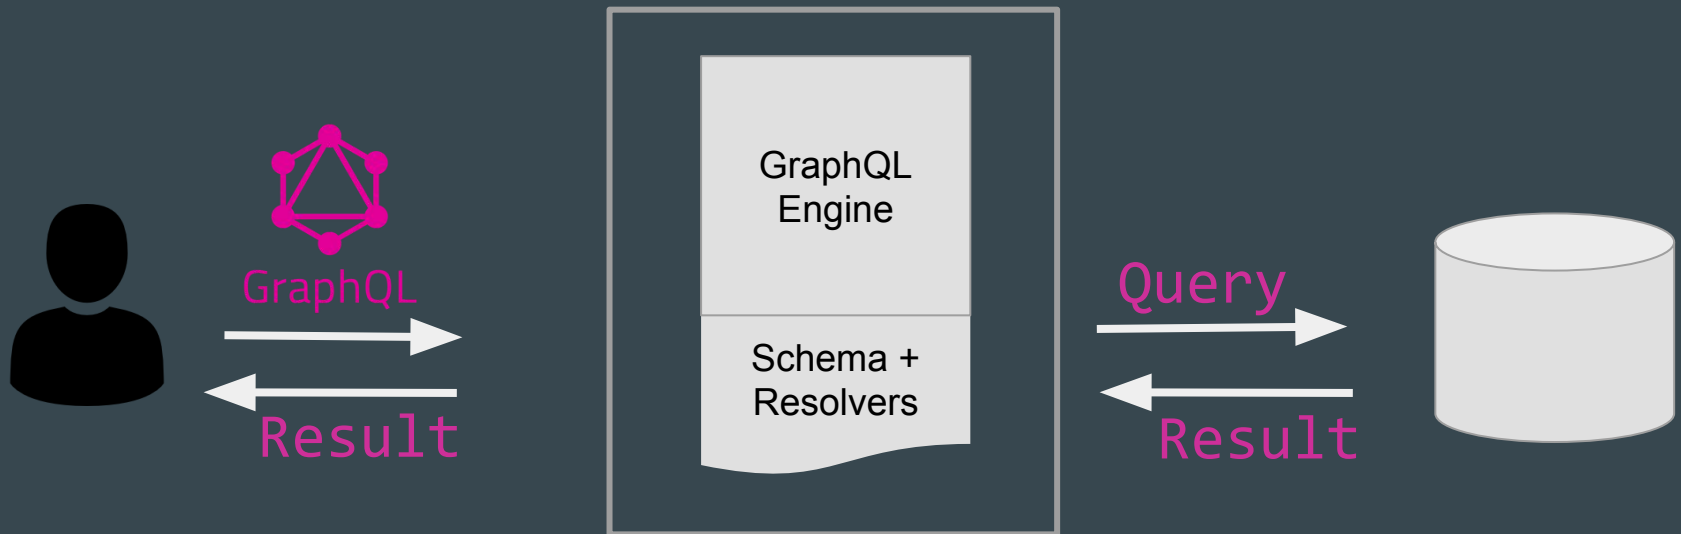 GraphQL
Result
GraphQL
Engine
Schema +
Resolvers
Query
Result